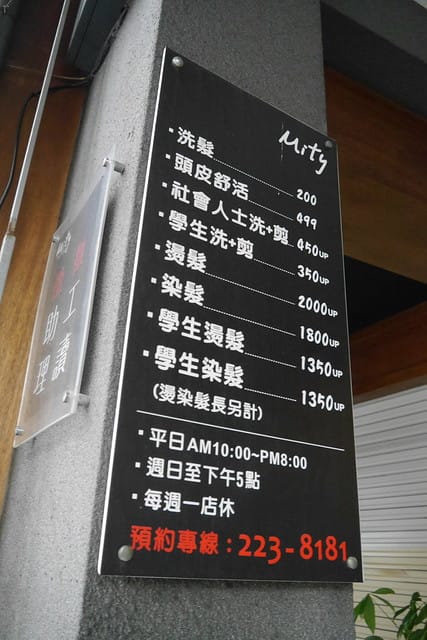 Mity
·洗髮 200
·頭皮舒活 499
·社會人士洗+剪 450UP
·學生洗+剪 350UP
·燙髮 2000UP
·染髮 1800UP
·學生燙髮 1350UP
·學生染髮 1350UP
(燙染髮長另計)
·平日AM10:00~PM8:00
·週日至下午5點
·每週一店休
預約專線：223-8181
助理